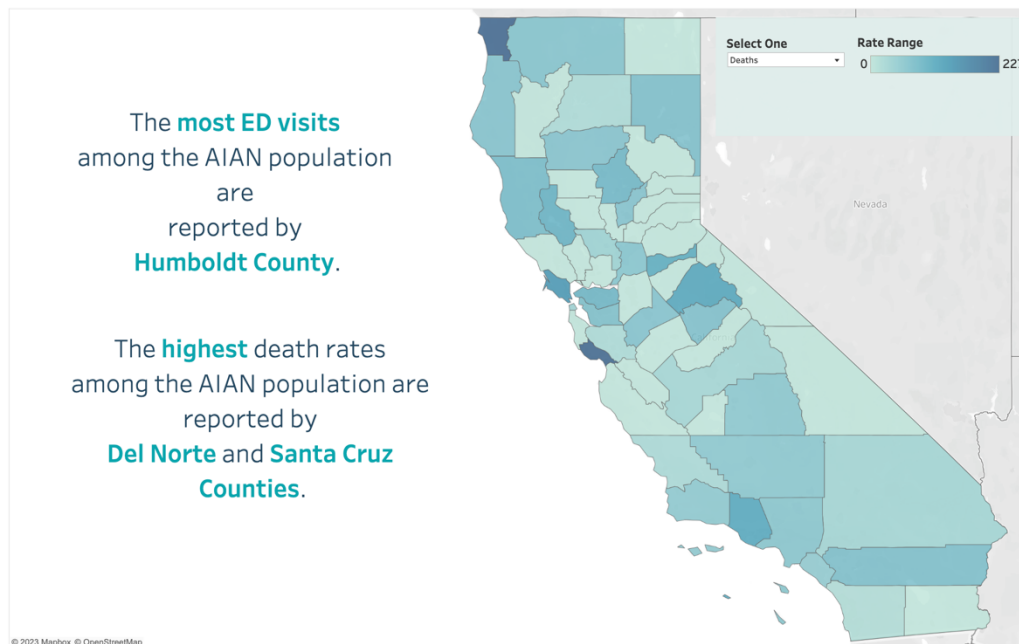 The most ED visits
among the AIAN population
are
reported by
Humboldt County.
The highest death rates
among the AIAN population are
reported by
Del Norte and Santa Cruz
Counties.
Select One
Deaths
Rate Range
0 227
Nevada
© 2023 Mapbox © OpenStreetMap